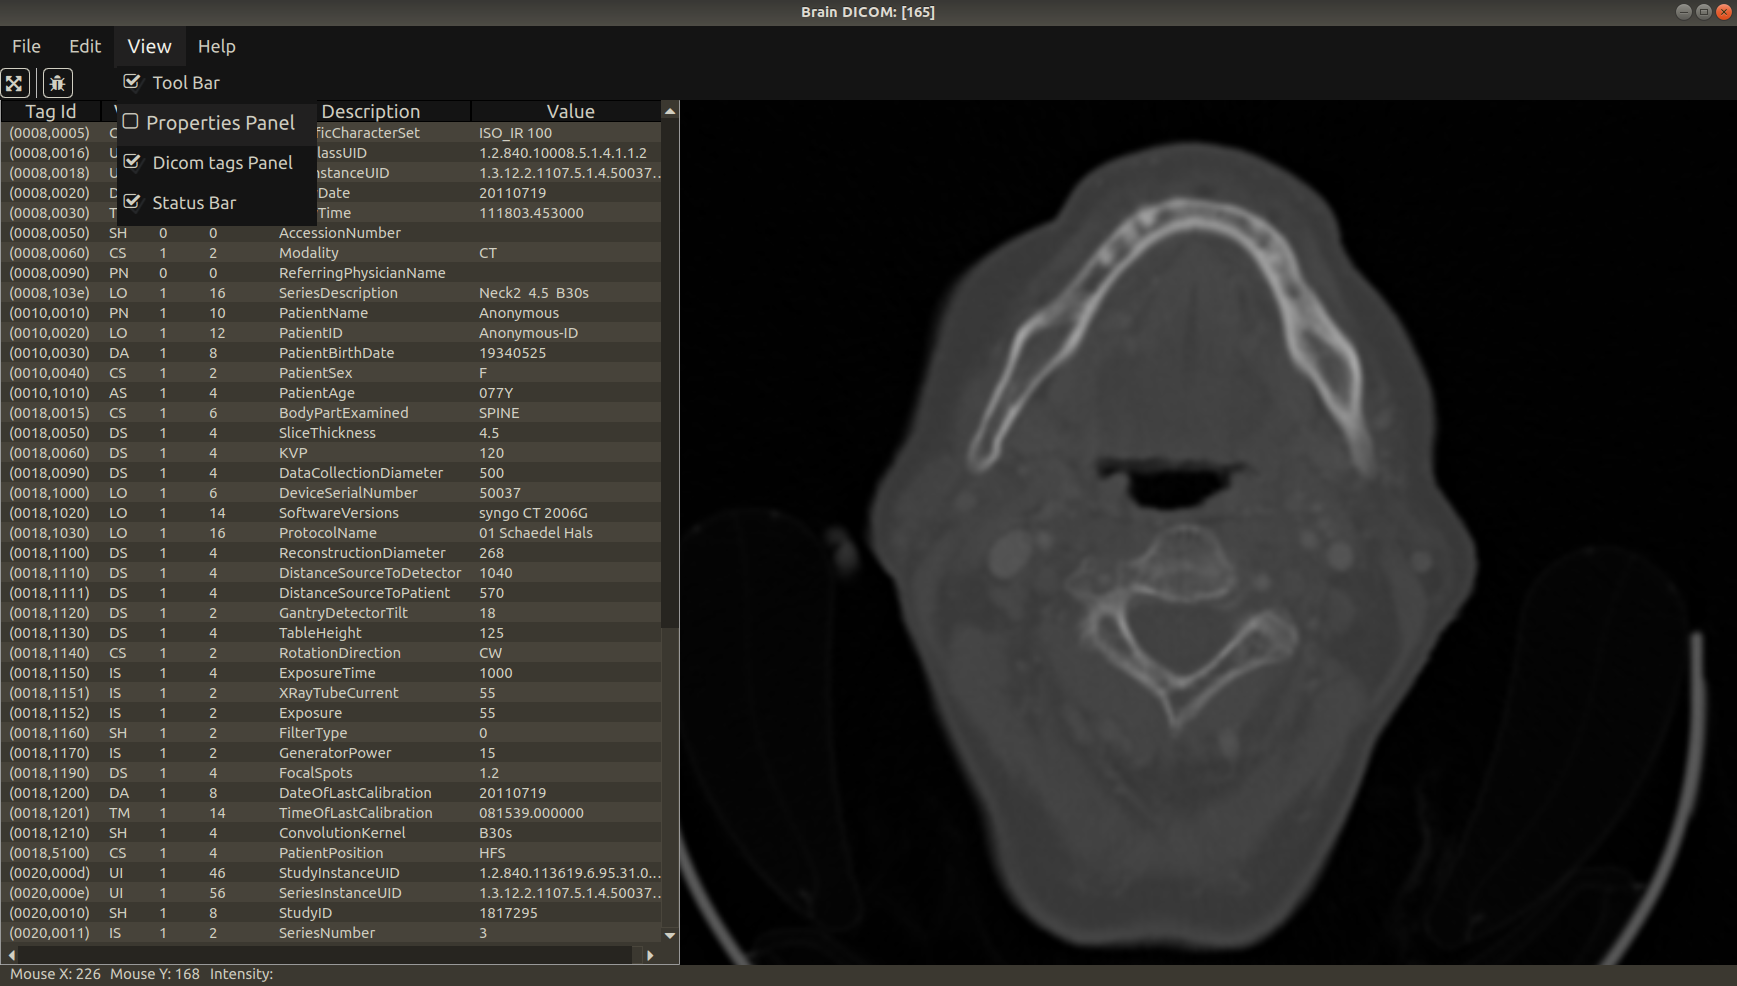 Brain DICOM: [165]
File Edit View Help
Tool Bar
Properties Panel
Dicom tags Panel
Status Bar
Tag Id Description Value
(0008,0005) C ficCharacterSet ISO_IR 100
(0008,0016) U lassUID 1.2.840.10008.5.1.4.1.1.2
(0008,0018) U nstanceUID 1.3.12.2.1107.5.1.4.50037...
(0008,0020) D Date 20110719
(0008,0030) T Time 111803.453000
(0008,0050) SH 0 0 AccessionNumber
(0008,0060) CS 1 2 Modality CT
(0008,0090) PN 0 0 ReferringPhysicianName
(0008,103e) LO 1 16 SeriesDescription Neck2 4.5 B30s
(0010,0010) PN 1 10 PatientName Anonymous
(0010,0020) LO 1 12 PatientID Anonymous-ID
(0010,0030) DA 1 8 PatientBirthDate 19340525
(0010,0040) CS 1 2 PatientSex F
(0010,1010) AS 1 4 PatientAge 077Y
(0018,0015) CS 1 6 BodyPartExamined SPINE
(0018,0050) DS 1 4 SliceThickness 4.5
(0018,0060) DS 1 4 KVP 120
(0018,0090) DS 1 4 DataCollectionDiameter 500
(0018,1000) LO 1 6 DeviceSerialNumber 50037
(0018,1020) LO 1 14 SoftwareVersions syngo CT 2006G
(0018,1030) LO 1 16 ProtocolName 01 Schaedel Hals
(0018,1100) DS 1 4 ReconstructionDiameter 268
(0018,1110) DS 1 4 DistanceSourceToDetector 1040
(0018,1111) DS 1 4 DistanceSourceToPatient 570
(0018,1120) DS 1 2 GantryDetectorTilt 18
(0018,1130) DS 1 4 TableHeight 125
(0018,1140) CS 1 2 RotationDirection CW
(0018,1150) IS 1 4 ExposureTime 1000
(0018,1151) IS 1 2 XRayTubeCurrent 55
(0018,1152) IS 1 2 Exposure 55
(0018,1160) SH 1 2 FilterType 0
(0018,1170) IS 1 2 GeneratorPower 15
(0018,1190) DS 1 4 FocalSpots 1.2
(0018,1200) DA 1 8 DateOfLastCalibration 20110719
(0018,1201) TM 1 14 TimeOfLastCalibration 081539.000000
(0018,1210) SH 1 4 ConvolutionKernel B30s
(0018,5100) CS 1 4 PatientPosition HFS
(0020,000d) UI 1 46 StudyInstanceUID 1.2.840.113619.6.95.31.0...
(0020,000e) UI 1 56 SeriesInstanceUID 1.3.12.2.1107.5.1.4.50037...
(0020,0010) SH 1 8 StudyID 1817295
(0020,0011) IS 1 2 SeriesNumber 3
Mouse X: 226 Mouse Y: 168 Intensity: